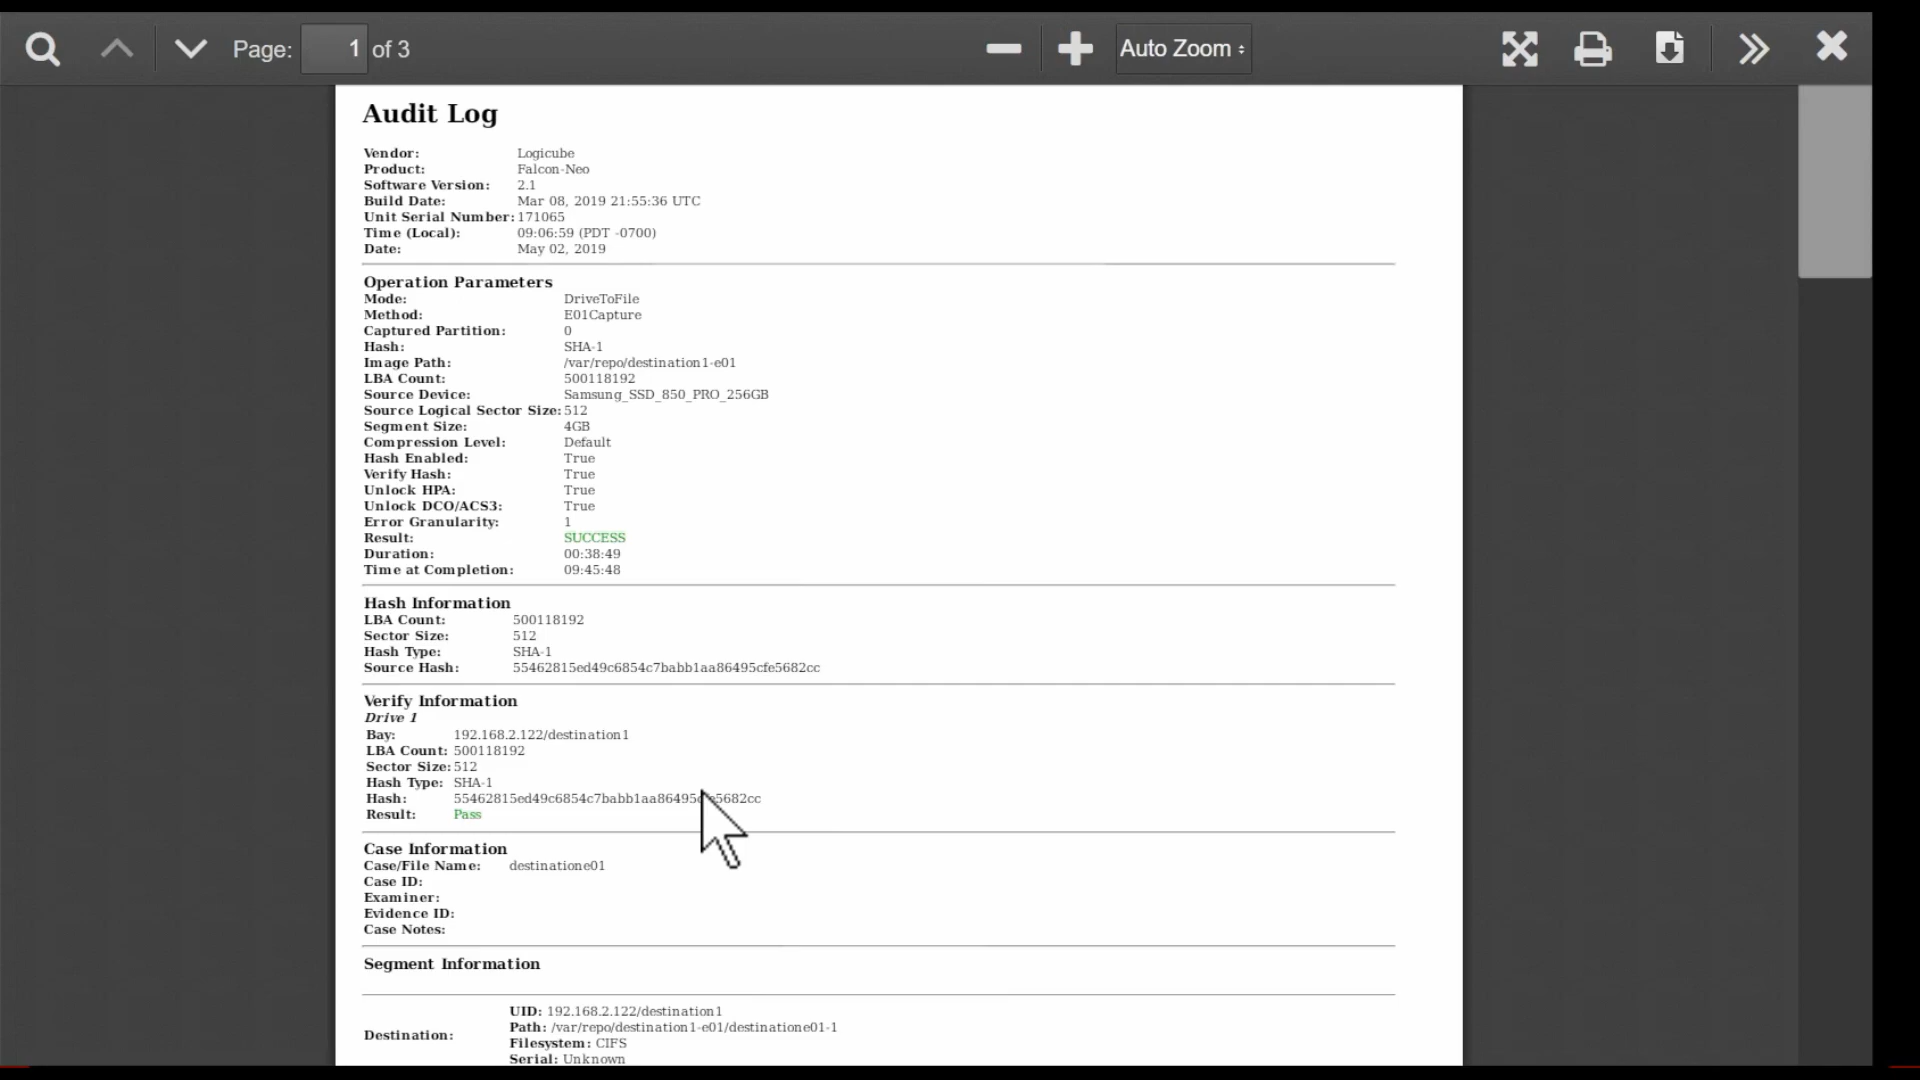 Page: 1 of 3 Auto Zoom
Audit Log
Vendor: Logicube
Product: Falcon-Neo
Software Version: 2.1
Build Date: Mar 08, 2019 21:55:36 UTC
Unit Serial Number: 171065
Time (Local): 09:06:59 (PDT -0700)
Date: May 02, 2019
Operation Parameters
Mode: DriveToFile
Method: E01Capture
Captured Partition: 0
Hash: SHA-1
Image Path: /var/repo/destination1-e01
LBA Count: 500118192
Source Device: Samsung_SSD_850_PRO_256GB
Source Logical Sector Size: 512
Segment Size: 4GB
Compression Level: Default
Hash Enabled: True
Verify Hash: True
Unlock HPA: True
Unlock DCO/ACS3: True
Error Granularity: 1
Result: SUCCESS
Duration: 00:38:49
Time at Completion: 09:45:48
Hash Information
LBA Count: 500118192
Sector Size: 512
Hash Type: SHA-1
Source Hash: 55462815ed49c6854c7babb1aa86495cfe5682cc
Verify Information
Drive 1
Bay: 192.168.2.122/destination1
LBA Count: 500118192
Sector Size: 512
Hash Type: SHA-1
Hash:
Result: Pass
Case Information
Case/File Name: destinatione01
Case ID:
Examiner:
Evidence ID:
Case Notes:
Segment Information
UID: 192.168.2.122/destination1
Destination: Path: /var/repo/destination1-e01/destinatione01-1
Filesystem: CIFS
Serial: Unknown